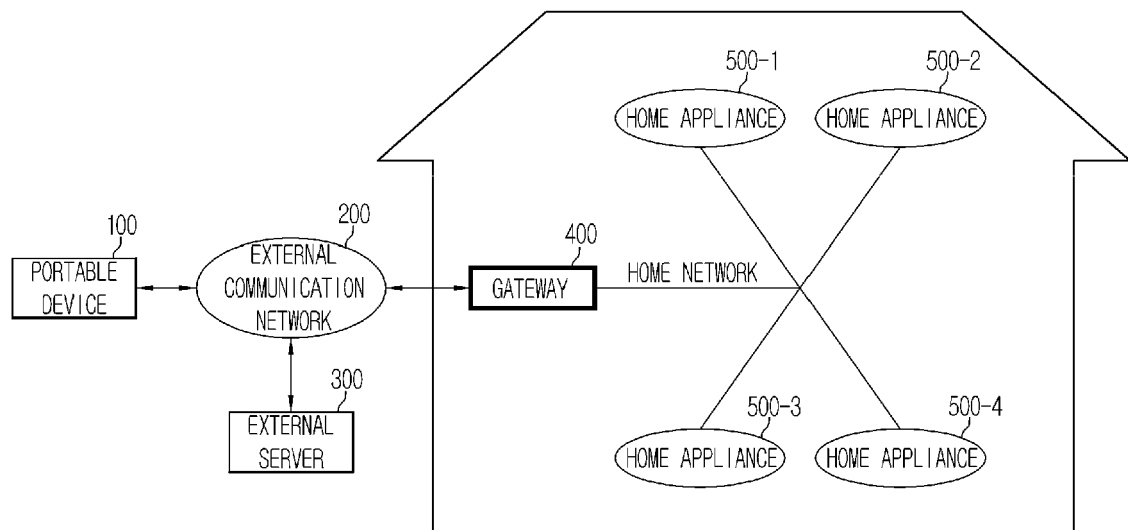 500-1
500-2
HOME APPLIANCE
HOME APPLIANCE
100
PORTABLE
DEVICE
200
EXTERNAL
COMMUNICATION
NETWORK
400
GATEWAY
HOME NETWORK
300
EXTERNAL
SERVER
500-3
500-4
HOME APPLIANCE
HOME APPLIANCE